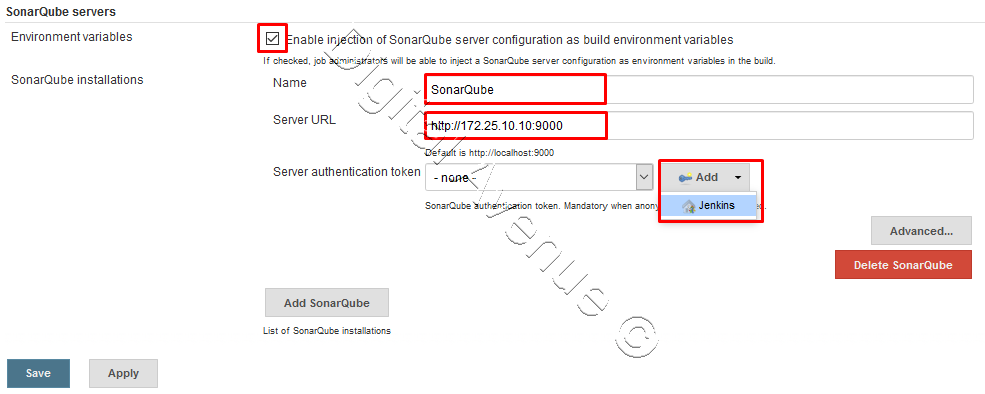 SonarQube servers
Environment variables
Enable injection of SonarQube server configuration as build environment variables
If checked, job administrators will be able to inject a SonarQube server configuration as environment variables in the build.
SonarQube installations
Name
SonarQube
Server URL
http://172.25.10.10:9000
Default is http://localhost:9000
Server authentication token
- none -
Add
Jenkins
SonarQube authentication token. Mandatory when
Advanced...
Delete SonarQube
Add SonarQube
List of SonarQube installations
Save
Apply
Digital Avenue ©